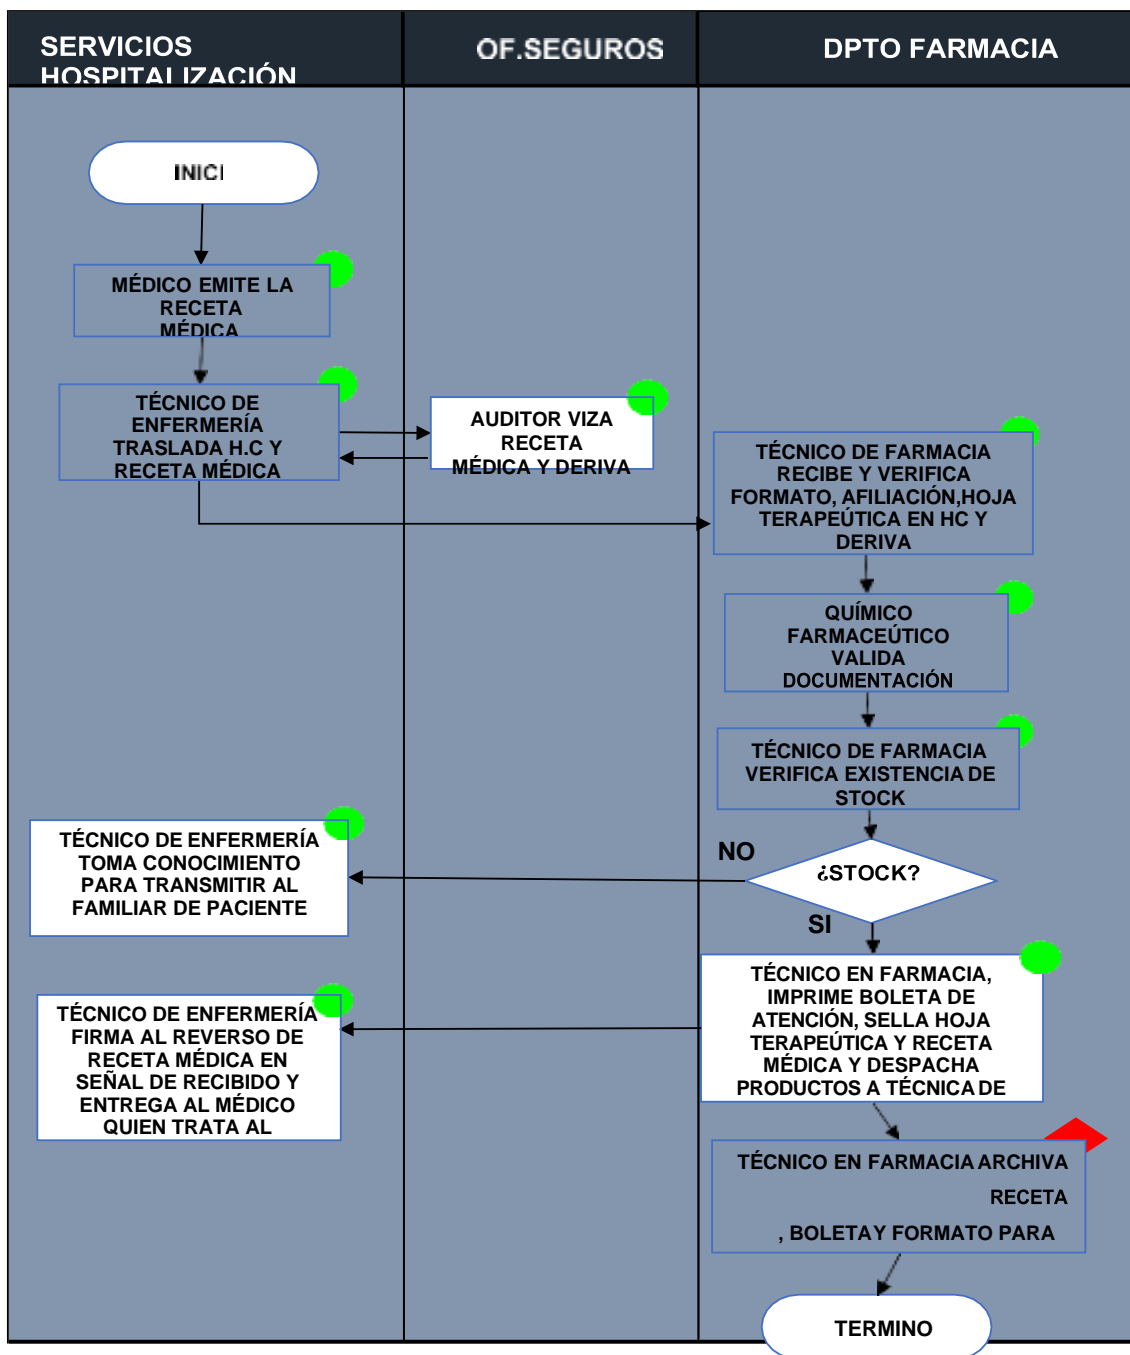 SERVICIOS
HOSPITALIZACIÓN
OF.SEGUROS
DPTO FARMACIA
INICI
MÉDICO EMITE LA
RECETA
MÉDICA
TÉCNICO DE
ENFERMERÍA
TRASLADA H.C Y
RECETA MÉDICA
AUDITOR VIZA
RECETA
MÉDICA Y DERIVA
TÉCNICO DE FARMACIA
RECIBE Y VERIFICA
FORMATO, AFILIACIÓN,HOJA
TERAPEÚTICA EN HC Y
DERIVA
QUÍMICO
FARMACEÚTICO
VALIDA
DOCUMENTACIÓN
TÉCNICO DE FARMACIA
VERIFICA EXISTENCIA DE
STOCK
¿STOCK?
NO
SI
TÉCNICO DE ENFERMERÍA
TOMA CONOCIMIENTO
PARA TRANSMITIR AL
FAMILIAR DE PACIENTE
TÉCNICO EN FARMACIA,
IMPRIME BOLETA DE
ATENCIÓN, SELLA HOJA
TERAPEÚTICA Y RECETA
MÉDICA Y DESPACHA
PRODUCTOS A TÉCNICA DE
TÉCNICO DE ENFERMERÍA
FIRMA AL REVERSO DE
RECETA MÉDICA EN
SEÑAL DE RECIBIDO Y
ENTREGA AL MÉDICO
QUIEN TRATA AL
TÉCNICO EN FARMACIA ARCHIVA
RECETA
, BOLETAY FORMATO PARA
TERMINO